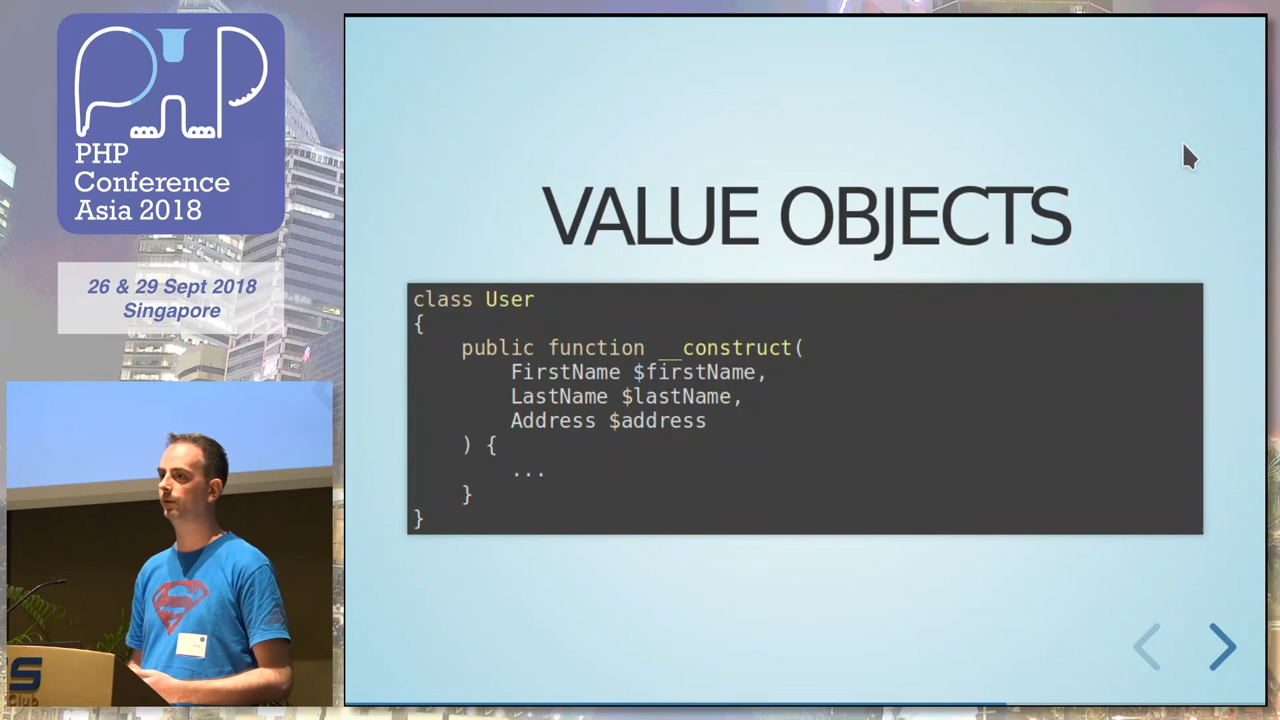 PHP
Conference
Asia 2018
26 & 29 Sept 2018
Singapore
VALUE OBJECTS
class User
{
    public function __construct(
        FirstName $firstName,
        LastName $lastName,
        Address $address
    ) {
        ...
    }
}
S
Club